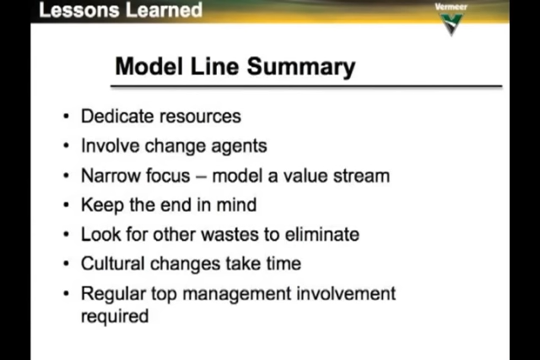 Lessons Learned
Vermeer
Model Line Summary
• Dedicate resources
• Involve change agents
• Narrow focus – model a value stream
• Keep the end in mind
• Look for other wastes to eliminate
• Cultural changes take time
• Regular top management involvement
required